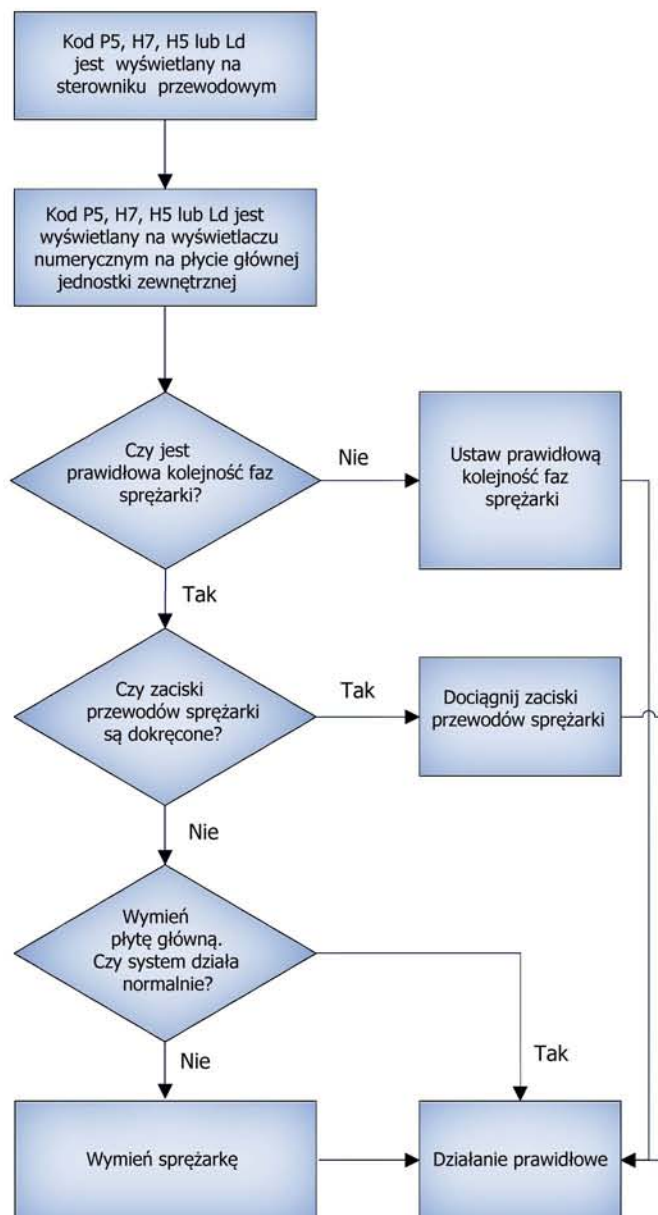 Kod P5, H7, H5 lub Ld
jest wyświetlany na
sterowniku przewodowym
Kod P5, H7, H5 lub Ld jest
wyświetlany na wyświetlaczu
numerycznym na płycie głównej
jednostki zewnętrznej
Czy jest
prawidłowa kolejność faz
sprężarki?
Nie
Ustaw prawidłową
kolejność faz
sprężarki
Tak
Czy zaciski
przewodów sprężarki
są dokręcone?
Tak
Dociągnij zaciski
przewodów sprężarki
Nie
Wymień
płytę główną.
Czy system działa
normalnie?
Nie
Tak
Wymień sprężarkę
Działanie prawidłowe